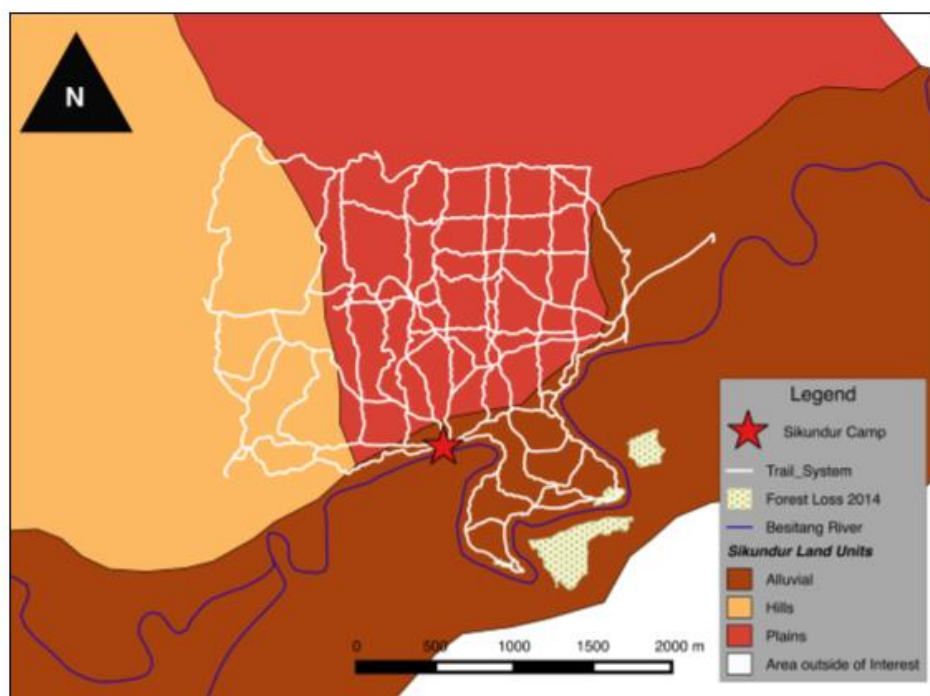 N
Legend
Sikundur Camp
Trail_System
Forest Loss 2014
Besitang River
Sikundur Land Units
Alluvial
Hills
Plains
Area outside of Interest
0 500 1000 1500 2000 m